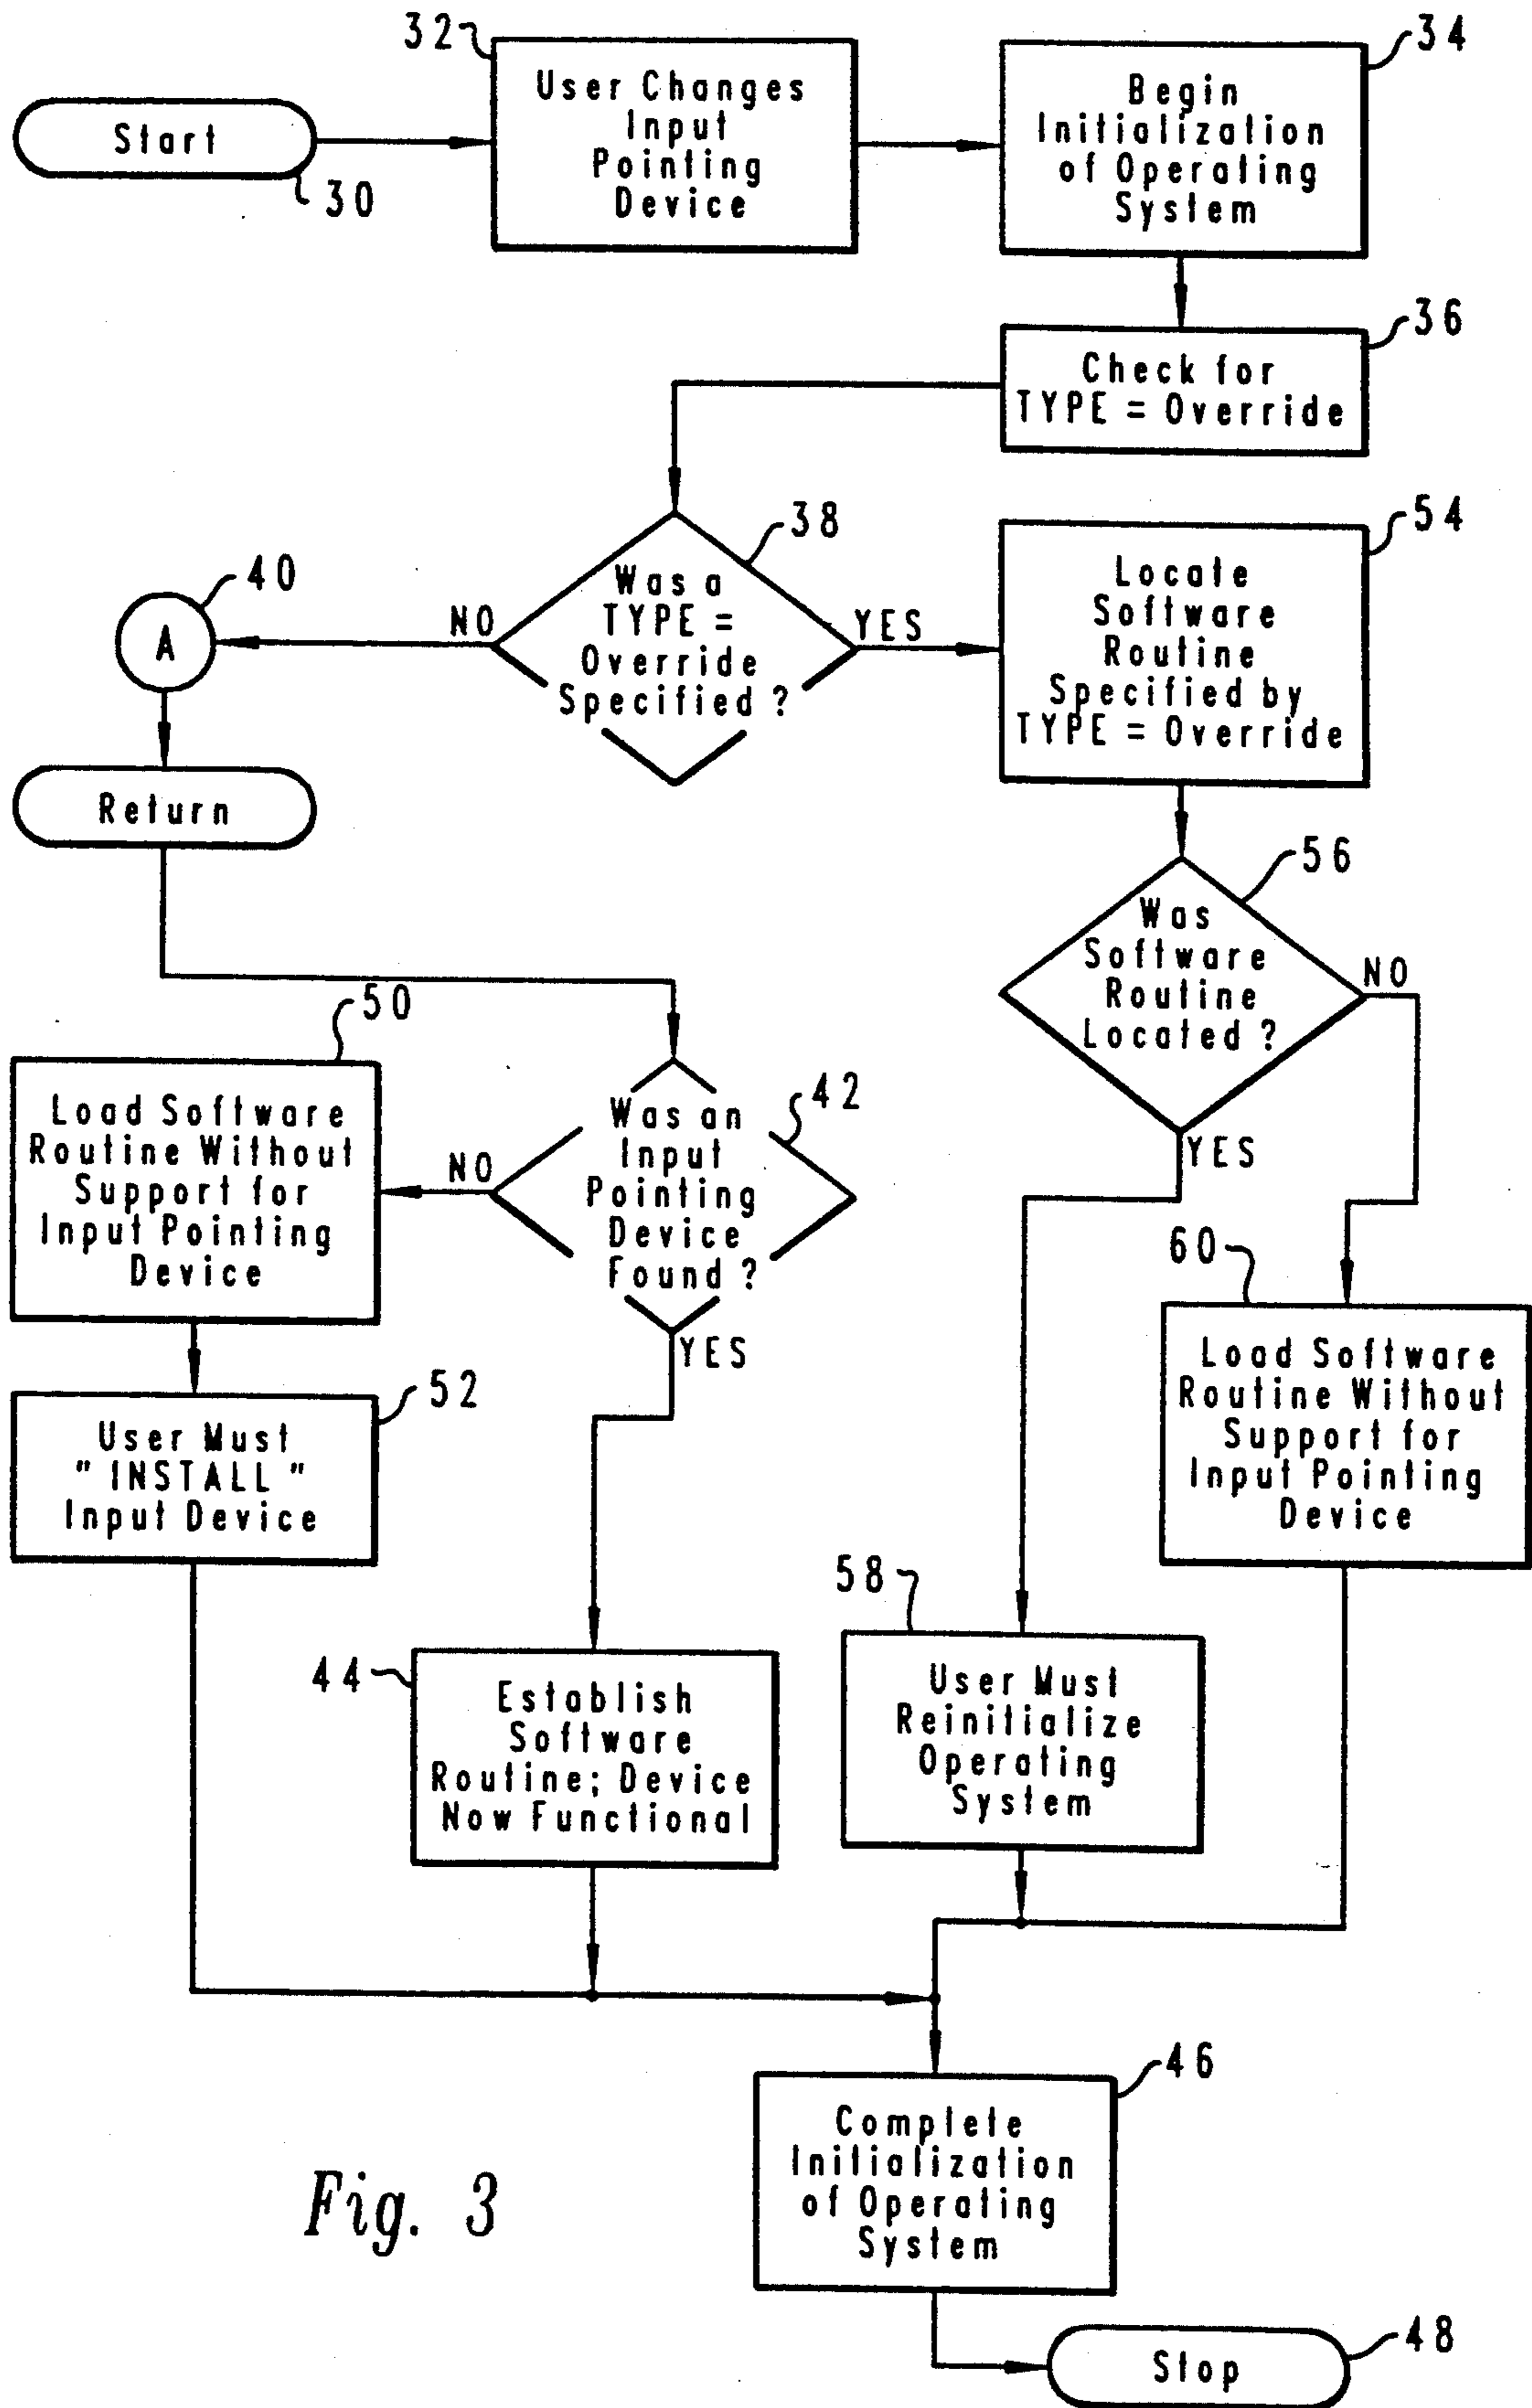 32
User Changes
Input
Pointing
Device
34
Begin
Initialization
of Operating
System
Start
30
36
Check for
TYPE = Override
38
Was a
TYPE =
Override
Specified ?
NO
YES
40
A
Return
54
Locate
Software
Routine
Specified by
TYPE = Override
56
Was
Software
Routine
Located ?
NO
YES
50
Load Software
Routine Without
Support for
Input Pointing
Device
42
Was an
Input
Pointing
Device
Found ?
NO
YES
52
User Must
" INSTALL "
Input Device
60
Load Software
Routine Without
Support for
Input Pointing
Device
44
Establish
Software
Routine; Device
Now Functional
58
User Must
Reinitialize
Operating
System
46
Complete
Initialization
of Operating
System
48
Stop
Fig. 3